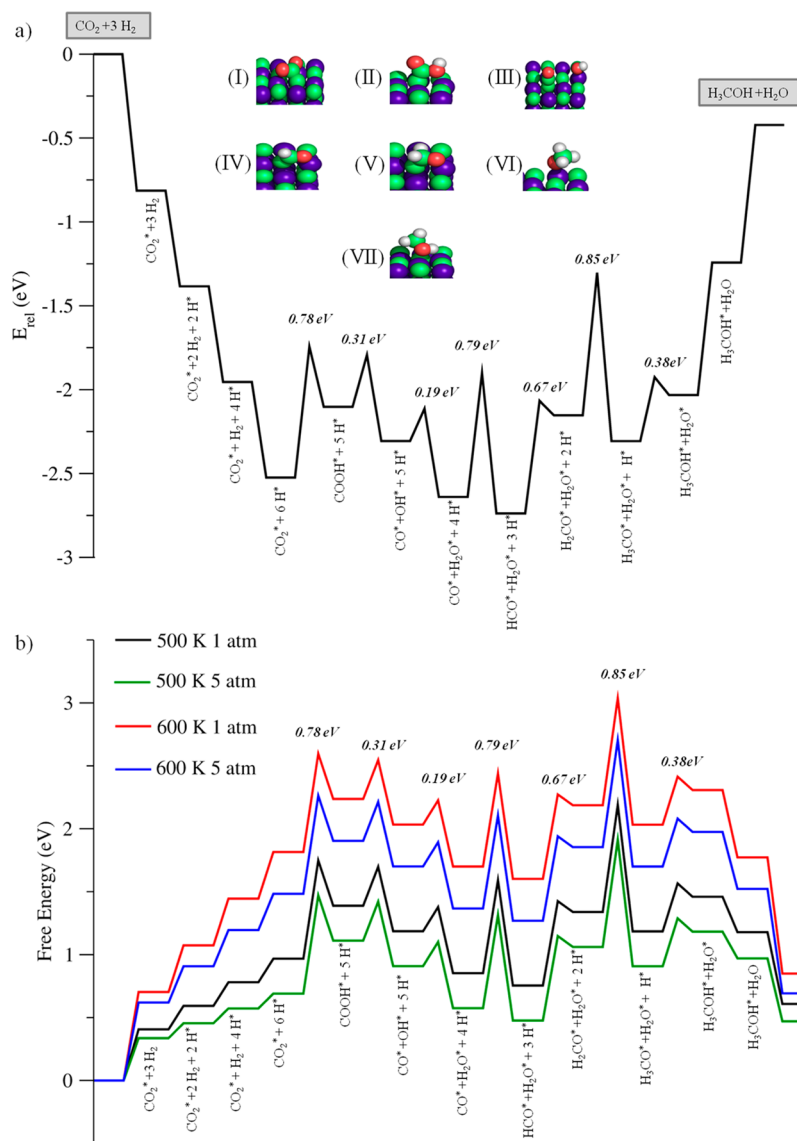 a)
CO2 +3 H2
0
-0.5
-1
-1.5
-2
-2.5
-3
Erel (eV)
(I)
(II)
(III)
(IV)
(V)
(VI)
(VII)
H3COH+H2O
CO2*+3 H2
CO2*+2 H2+ 2 H*
CO2*+ H2 + 4 H*
CO2*+ 6 H*
0.78 eV
COOH*+ 5 H*
0.31 eV
CO*+OH*+ 5 H*
0.19 eV
CO*+H2O*+ 4 H*
0.79 eV
HCO*+H2O*+ 3 H*
0.67 eV
H2CO*+H2O*+ 2 H*
0.85 eV
H3CO*+H2O*+ H*
0.38eV
H3COH*+H2O*
H3COH*+H2O
b)
500 K 1 atm
500 K 5 atm
600 K 1 atm
600 K 5 atm
3
2
1
0
Free Energy (eV)
CO2*+3 H2
CO2*+2 H2+ 2 H*
CO2*+ H2 + 4 H*
CO2*+ 6 H*
0.78 eV
COOH*+ 5 H*
0.31 eV
CO*+OH*+ 5 H*
0.19 eV
CO*+H2O*+ 4 H*
0.79 eV
HCO*+H2O*+ 3 H*
0.67 eV
H2CO*+H2O*+ 2 H*
0.85 eV
H3CO*+H2O*+ H*
0.38eV
H3COH*+H2O*
H3COH*+H2O